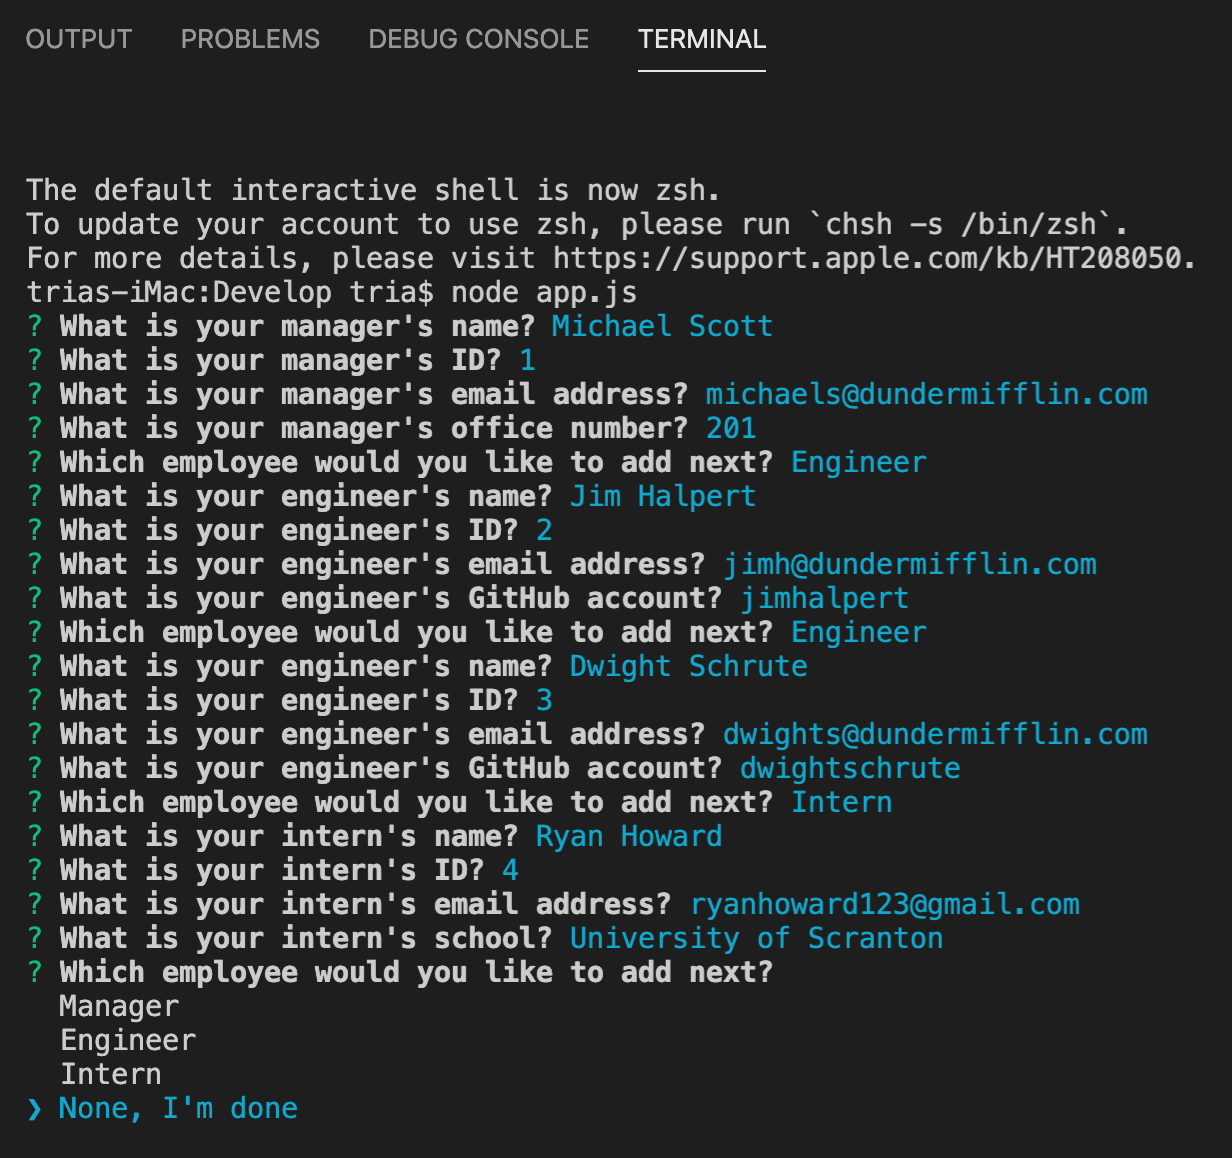 OUTPUT PROBLEMS DEBUG CONSOLE TERMINAL
The default interactive shell is now zsh.
To update your account to use zsh, please run `chsh -s /bin/zsh`.
For more details, please visit https://support.apple.com/kb/HT208050.
trias-iMac:Develop tria$ node app.js
? What is your manager's name? Michael Scott
? What is your manager's ID? 1
? What is your manager's email address? michaels@dundermifflin.com
? What is your manager's office number? 201
? Which employee would you like to add next? Engineer
? What is your engineer's name? Jim Halpert
? What is your engineer's ID? 2
? What is your engineer's email address? jimh@dundermifflin.com
? What is your engineer's GitHub account? jimhalpert
? Which employee would you like to add next? Engineer
? What is your engineer's name? Dwight Schrute
? What is your engineer's ID? 3
? What is your engineer's email address? dwights@dundermifflin.com
? What is your engineer's GitHub account? dwightschrute
? Which employee would you like to add next? Intern
? What is your intern's name? Ryan Howard
? What is your intern's ID? 4
? What is your intern's email address? ryanhoward123@gmail.com
? What is your intern's school? University of Scranton
? Which employee would you like to add next?
Manager
Engineer
Intern
❯ None, I'm done